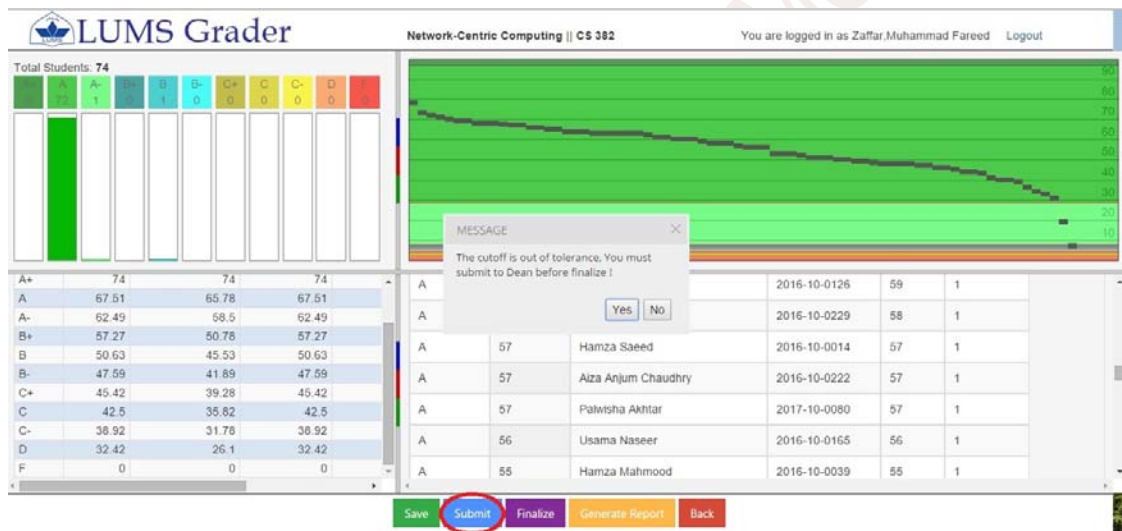 LUMS Grader
Network-Centric Computing || CS 382
You are logged in as Zaffar,Muhammad Fareed Logout
Total Students: 74
A A- B+ B B- C+ C C- D F
72 1 0 1 0 0 0 0 0 0
90
80
70
60
50
40
30
20
10
MESSAGE
The cutoff is out of tolerance, You must
submit to Dean before finalize !
Yes No
A+ 74 74 74
A 67.51 65.78 67.51
A- 62.49 58.5 62.49
B+ 57.27 50.78 57.27
B 50.63 45.53 50.63
B- 47.59 41.89 47.59
C+ 45.42 39.28 45.42
C 42.5 35.82 42.5
C- 38.92 31.78 38.92
D 32.42 26.1 32.42
F 0 0 0
A 2016-10-0126 59 1
A 2016-10-0229 58 1
A 57 Hamza Saeed 2016-10-0014 57 1
A 57 Aiza Anjum Chaudhry 2016-10-0222 57 1
A 57 Palwisha Akhtar 2017-10-0080 57 1
A 56 Usama Naseer 2016-10-0165 56 1
A 55 Hamza Mahmood 2016-10-0039 55 1
Save Submit Finalize Generate Report Back